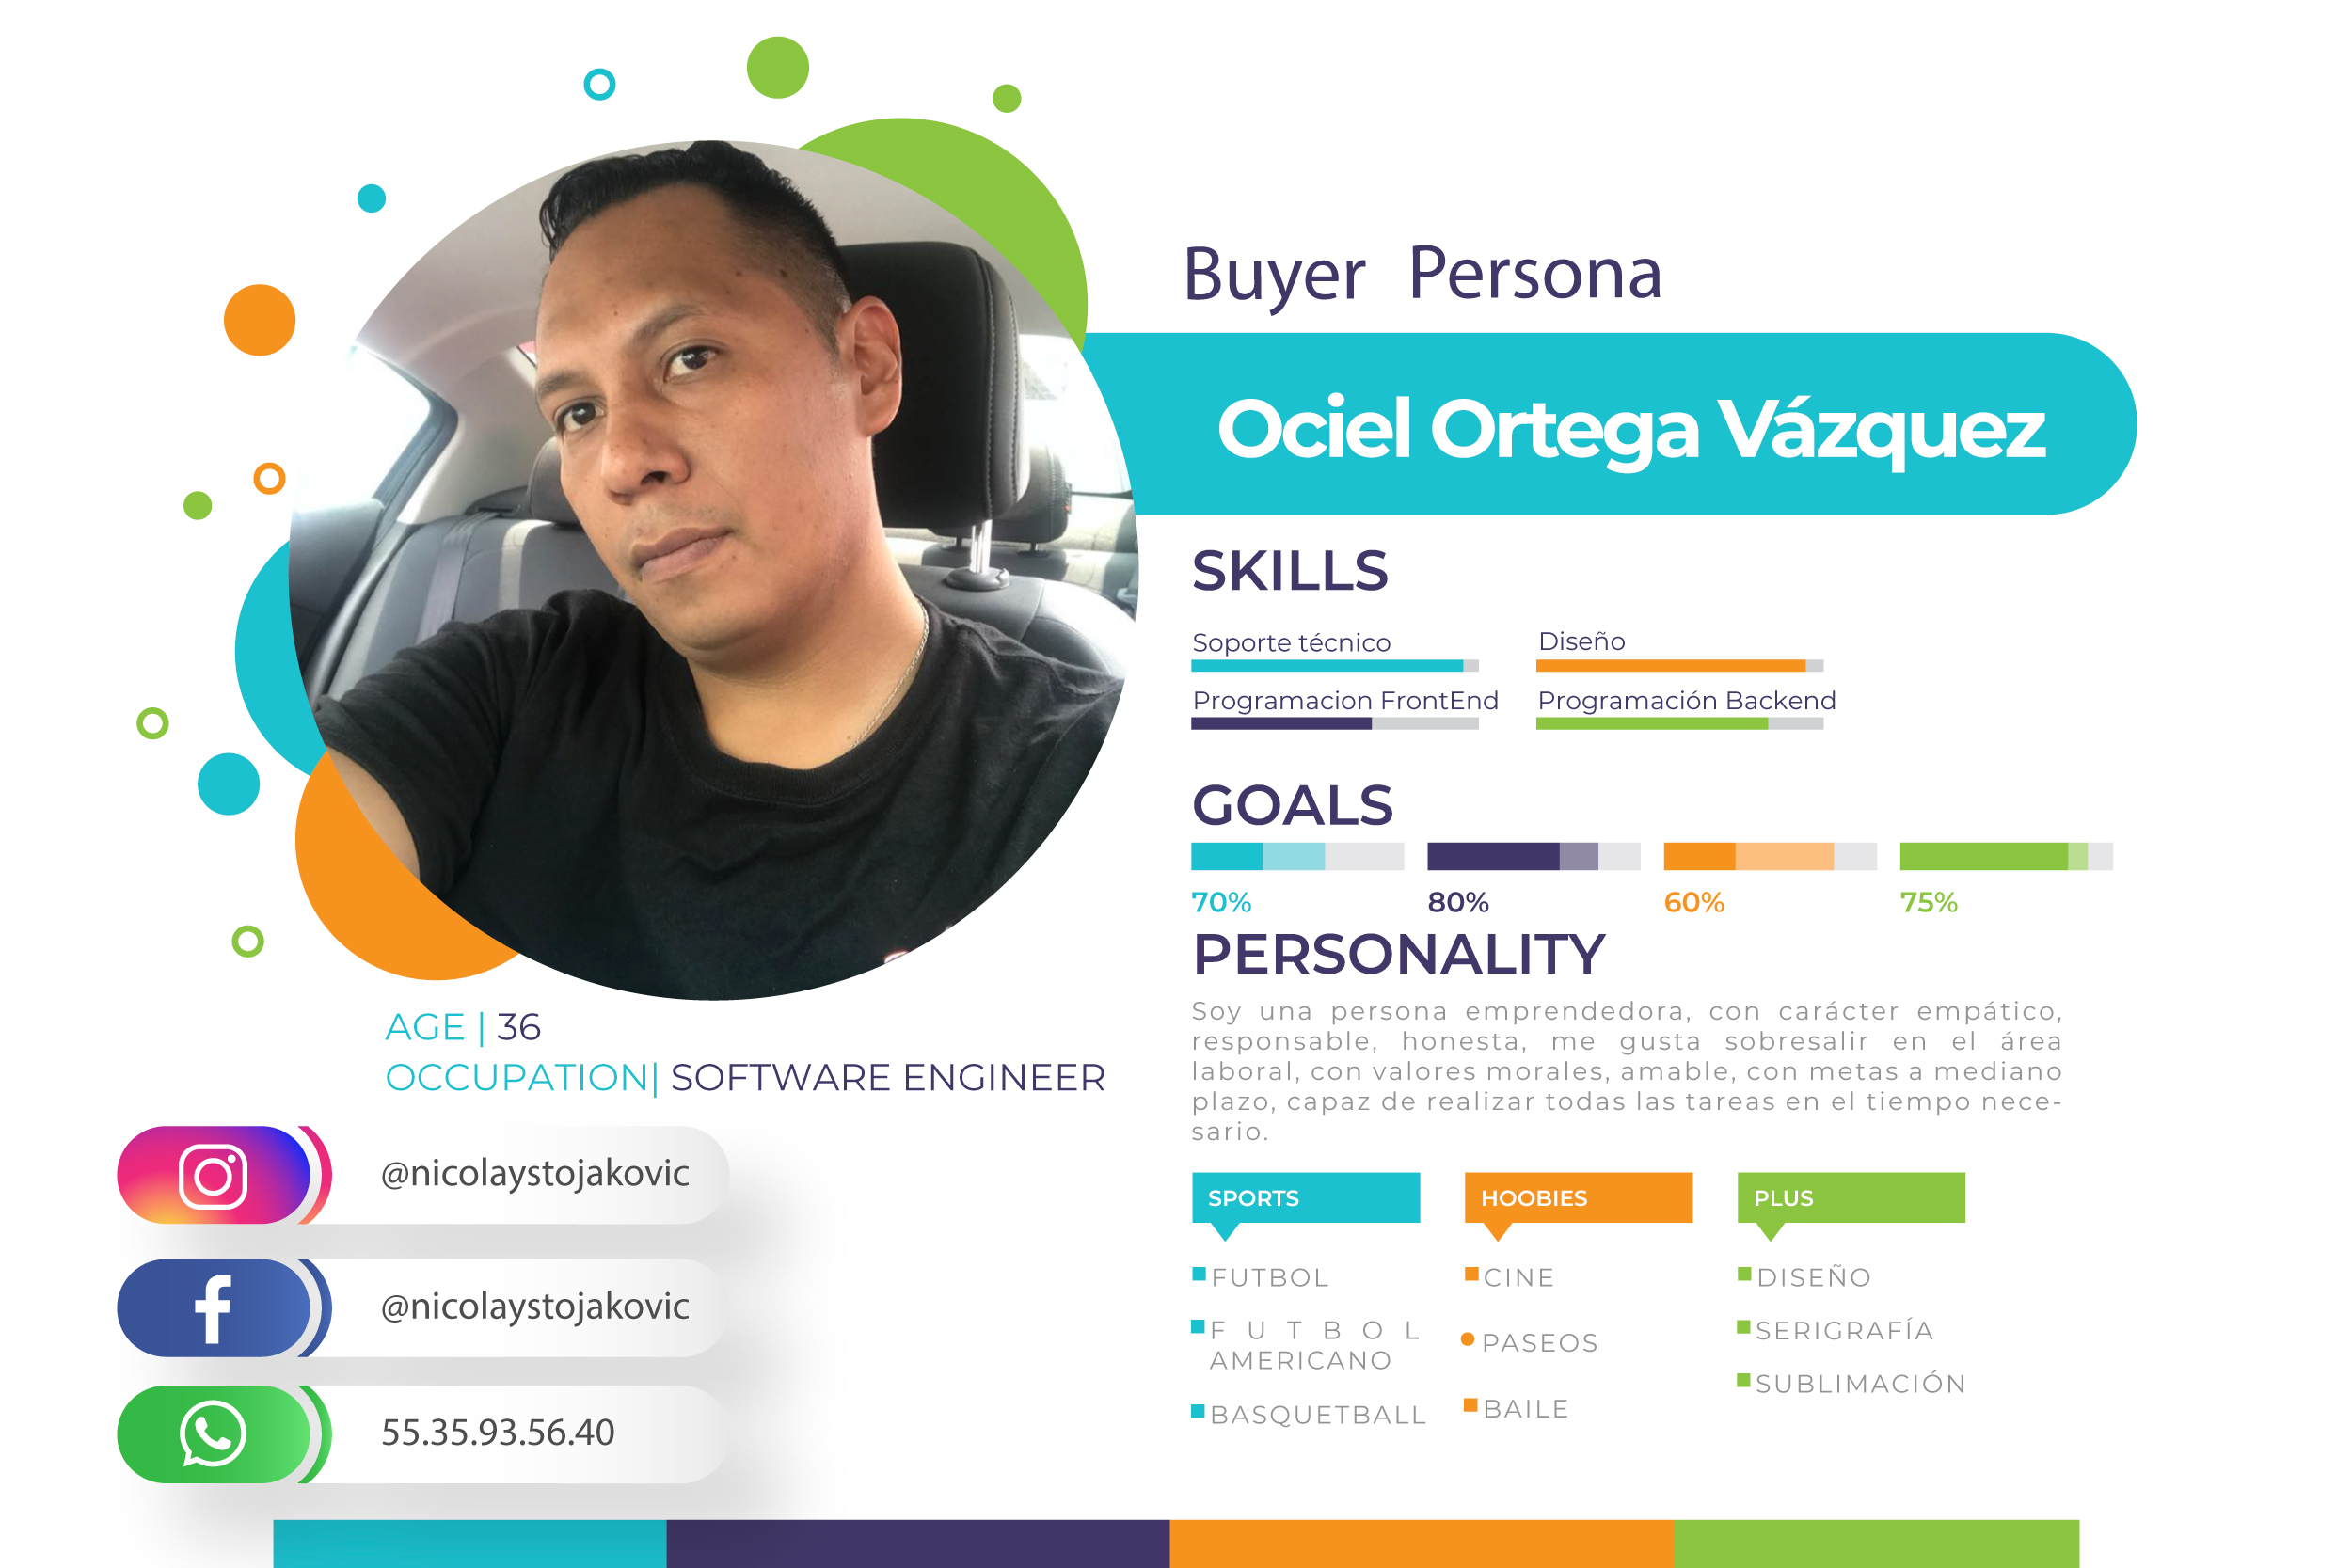 Buyer Persona
Ociel Ortega Vázquez
SKILLS
Soporte técnico
Diseño
Programacion FrontEnd
Programación Backend
GOALS
70%
80%
60%
75%
PERSONALITY
Soy una persona emprendedora, con carácter empático,
responsable, honesta, me gusta sobresalir en el área
laboral, con valores morales, amable, con metas a mediano
plazo, capaz de realizar todas las tareas en el tiempo nece-
sario.
AGE | 36
OCCUPATION| SOFTWARE ENGINEER
@nicolaystojakovic
@nicolaystojakovic
55.35.93.56.40
SPORTS
FUTBOL
FUTBOL
AMERICANO
BASQUETBALL
HOOBIES
CINE
PASEOS
BAILE
PLUS
DISEÑO
SERIGRAFÍA
SUBLIMACIÓN